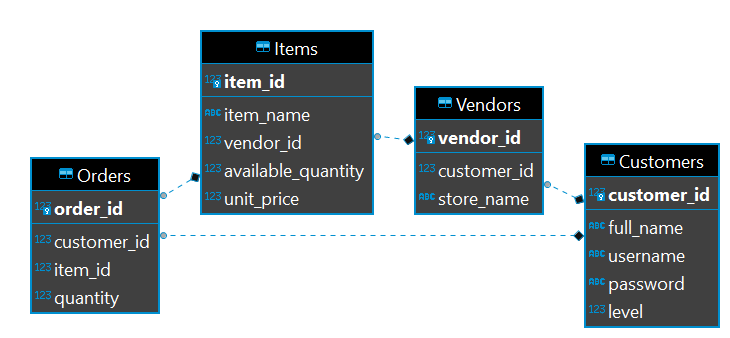 Items
123 item_id
ABC item_name
123 vendor_id
123 available_quantity
123 unit_price
Vendors
123 vendor_id
123 customer_id
ABC store_name
Orders
123 order_id
123 customer_id
123 item_id
123 quantity
Customers
123 customer_id
ABC full_name
ABC username
ABC password
123 level